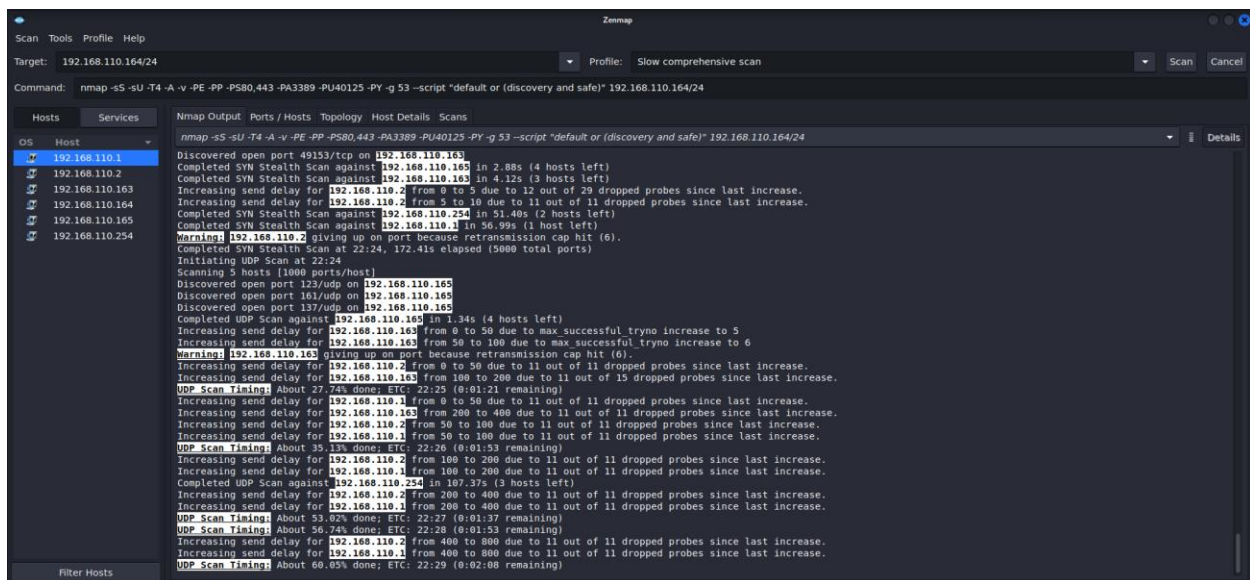 Zenmap
Scan Tools Profile Help
Target: 192.168.110.164/24 Profile: Slow comprehensive scan Scan Cancel
Command: nmap -sS -sU -T4 -A -v -PE -PP -PS80,443 -PA3389 -PU40125 -PY -g 53 --script "default or (discovery and safe)" 192.168.110.164/24
Hosts Services
OS Host
192.168.110.1
192.168.110.2
192.168.110.163
192.168.110.164
192.168.110.165
192.168.110.254
Filter Hosts
Nmap Output Ports / Hosts Topology Host Details Scans
nmap -sS -sU -T4 -A -v -PE -PP -PS80,443 -PA3389 -PU40125 -PY -g 53 --script "default or (discovery and safe)" 192.168.110.164/24 Details
Discovered open port 49153/tcp on 192.168.110.163
Completed SYN Stealth Scan against 192.168.110.165 in 2.88s (4 hosts left)
Completed SYN Stealth Scan against 192.168.110.163 in 4.12s (3 hosts left)
Increasing send delay for 192.168.110.2 from 0 to 5 due to 12 out of 29 dropped probes since last increase.
Increasing send delay for 192.168.110.2 from 5 to 10 due to 11 out of 11 dropped probes since last increase.
Completed SYN Stealth Scan against 192.168.110.254 in 51.40s (2 hosts left)
Completed SYN Stealth Scan against 192.168.110.1 in 56.99s (1 host left)
Warning: 192.168.110.2 giving up on port because retransmission cap hit (6).
Completed SYN Stealth Scan at 22:24, 172.41s elapsed (5000 total ports)
Initiating UDP Scan at 22:24
Scanning 5 hosts [1000 ports/host]
Discovered open port 123/udp on 192.168.110.165
Discovered open port 161/udp on 192.168.110.165
Discovered open port 137/udp on 192.168.110.165
Completed UDP Scan against 192.168.110.165 in 1.34s (4 hosts left)
Increasing send delay for 192.168.110.163 from 0 to 50 due to max_successful_tryno increase to 5
Increasing send delay for 192.168.110.163 from 50 to 100 due to max_successful_tryno increase to 6
Warning: 192.168.110.163 giving up on port because retransmission cap hit (6).
Increasing send delay for 192.168.110.2 from 0 to 50 due to 11 out of 11 dropped probes since last increase.
Increasing send delay for 192.168.110.163 from 100 to 200 due to 11 out of 15 dropped probes since last increase.
UDP Scan Timing: About 27.74% done; ETC: 22:25 (0:01:21 remaining)
Increasing send delay for 192.168.110.1 from 0 to 50 due to 11 out of 11 dropped probes since last increase.
Increasing send delay for 192.168.110.163 from 200 to 400 due to 11 out of 11 dropped probes since last increase.
Increasing send delay for 192.168.110.2 from 50 to 100 due to 11 out of 11 dropped probes since last increase.
Increasing send delay for 192.168.110.1 from 50 to 100 due to 11 out of 11 dropped probes since last increase.
UDP Scan Timing: About 35.13% done; ETC: 22:26 (0:01:53 remaining)
Increasing send delay for 192.168.110.2 from 100 to 200 due to 11 out of 11 dropped probes since last increase.
Increasing send delay for 192.168.110.1 from 100 to 200 due to 11 out of 11 dropped probes since last increase.
Completed UDP Scan against 192.168.110.254 in 107.37s (3 hosts left)
Increasing send delay for 192.168.110.2 from 200 to 400 due to 11 out of 11 dropped probes since last increase.
Increasing send delay for 192.168.110.1 from 200 to 400 due to 11 out of 11 dropped probes since last increase.
UDP Scan Timing: About 53.02% done; ETC: 22:27 (0:01:37 remaining)
UDP Scan Timing: About 56.74% done; ETC: 22:28 (0:01:53 remaining)
Increasing send delay for 192.168.110.2 from 400 to 800 due to 11 out of 11 dropped probes since last increase.
Increasing send delay for 192.168.110.1 from 400 to 800 due to 11 out of 11 dropped probes since last increase.
UDP Scan Timing: About 60.05% done; ETC: 22:29 (0:02:08 remaining)